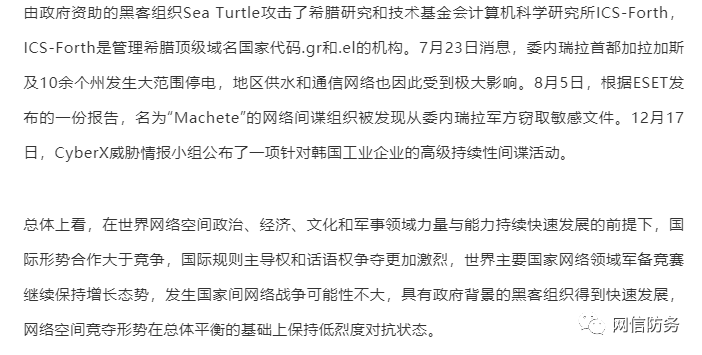 由政府资助的黑客组织Sea Turtle攻击了希腊研究和技术基金会计算机科学研究所ICS-Forth，
ICS-Forth是管理希腊顶级域名国家代码.gr和.el的机构。7月23日消息，委内瑞拉首都加拉加斯
及10余个州发生大范围停电，地区供水和通信网络也因此受到极大影响。8月5日，根据ESET发
布的一份报告，名为“Machete”的网络间谍组织被发现从委内瑞拉军方窃取敏感文件。12月17
日，CyberX威胁情报小组公布了一项针对韩国工业企业的高级持续性间谍活动。
总体上看，在世界网络空间政治、经济、文化和军事领域力量与能力持续快速发展的前提下，国
际形势合作大于竞争，国际规则主导权和话语权争夺更加激烈，世界主要国家网络领域军备竞赛
继续保持增长态势，发生国家间网络战争可能性不大，具有政府背景的黑客组织得到快速发展，
网络空间竞夺形势在总体平衡的基础上保持低烈度对抗状态。
网信防务